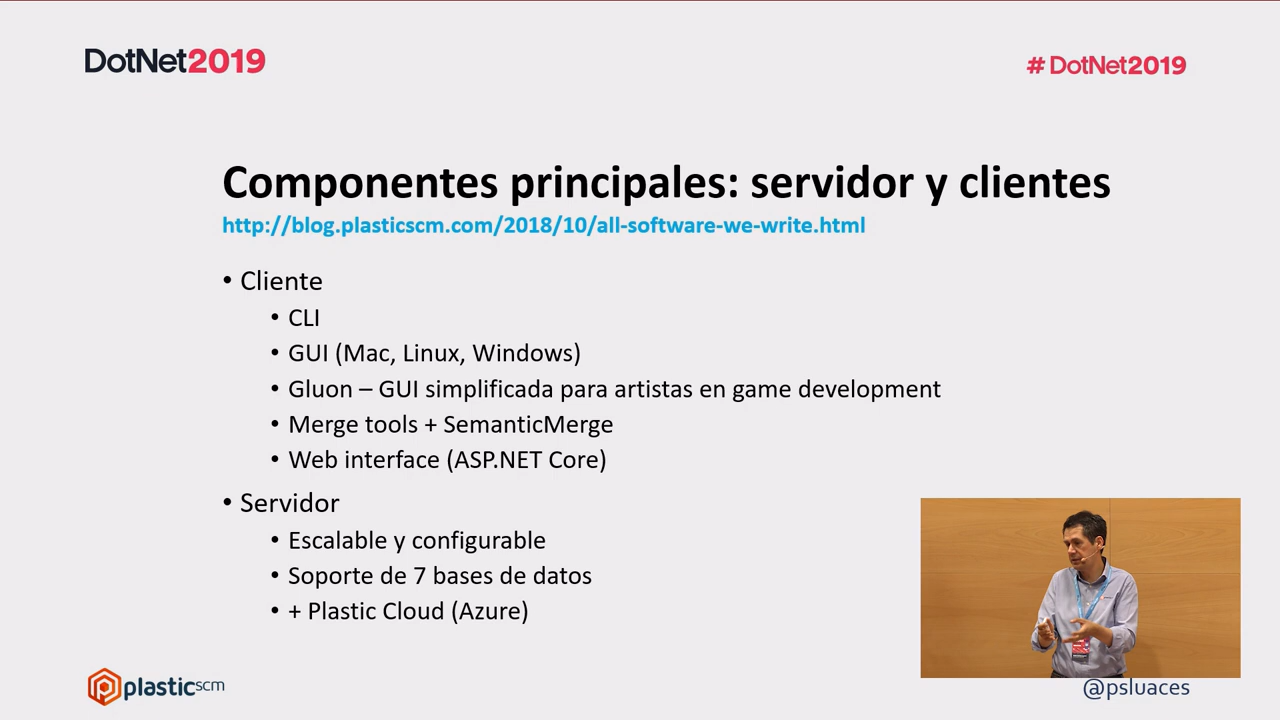 DotNet2019
# DotNet2019
Componentes principales: servidor y clientes
http://blog.plasticscm.com/2018/10/all-software-we-write.html
• Cliente
• CLI
• GUI (Mac, Linux, Windows)
• Gluon – GUI simplificada para artistas en game development
• Merge tools + SemanticMerge
• Web interface (ASP.NET Core)
• Servidor
• Escalable y configurable
• Soporte de 7 bases de datos
• + Plastic Cloud (Azure)
plasticscm
@psluaces